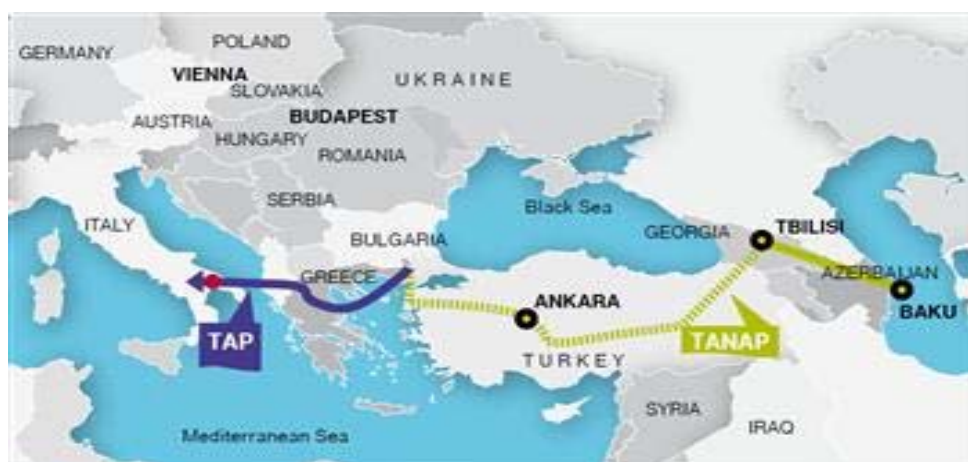 POLAND
GERMANY
VIENNA
UKRAINE
SLOVAKIA
BUDAPEST
AUSTRIA
HUNGARY
ROMANIA
SERBIA
Black Sea
ITALY
TBILISI
GEORGIA
BULGARIA
GREECE
AZERBAIJAN
ANKARA
BAKU
TAP
TANAP
TURKEY
SYRIA
IRAQ
Mediterranean Sea